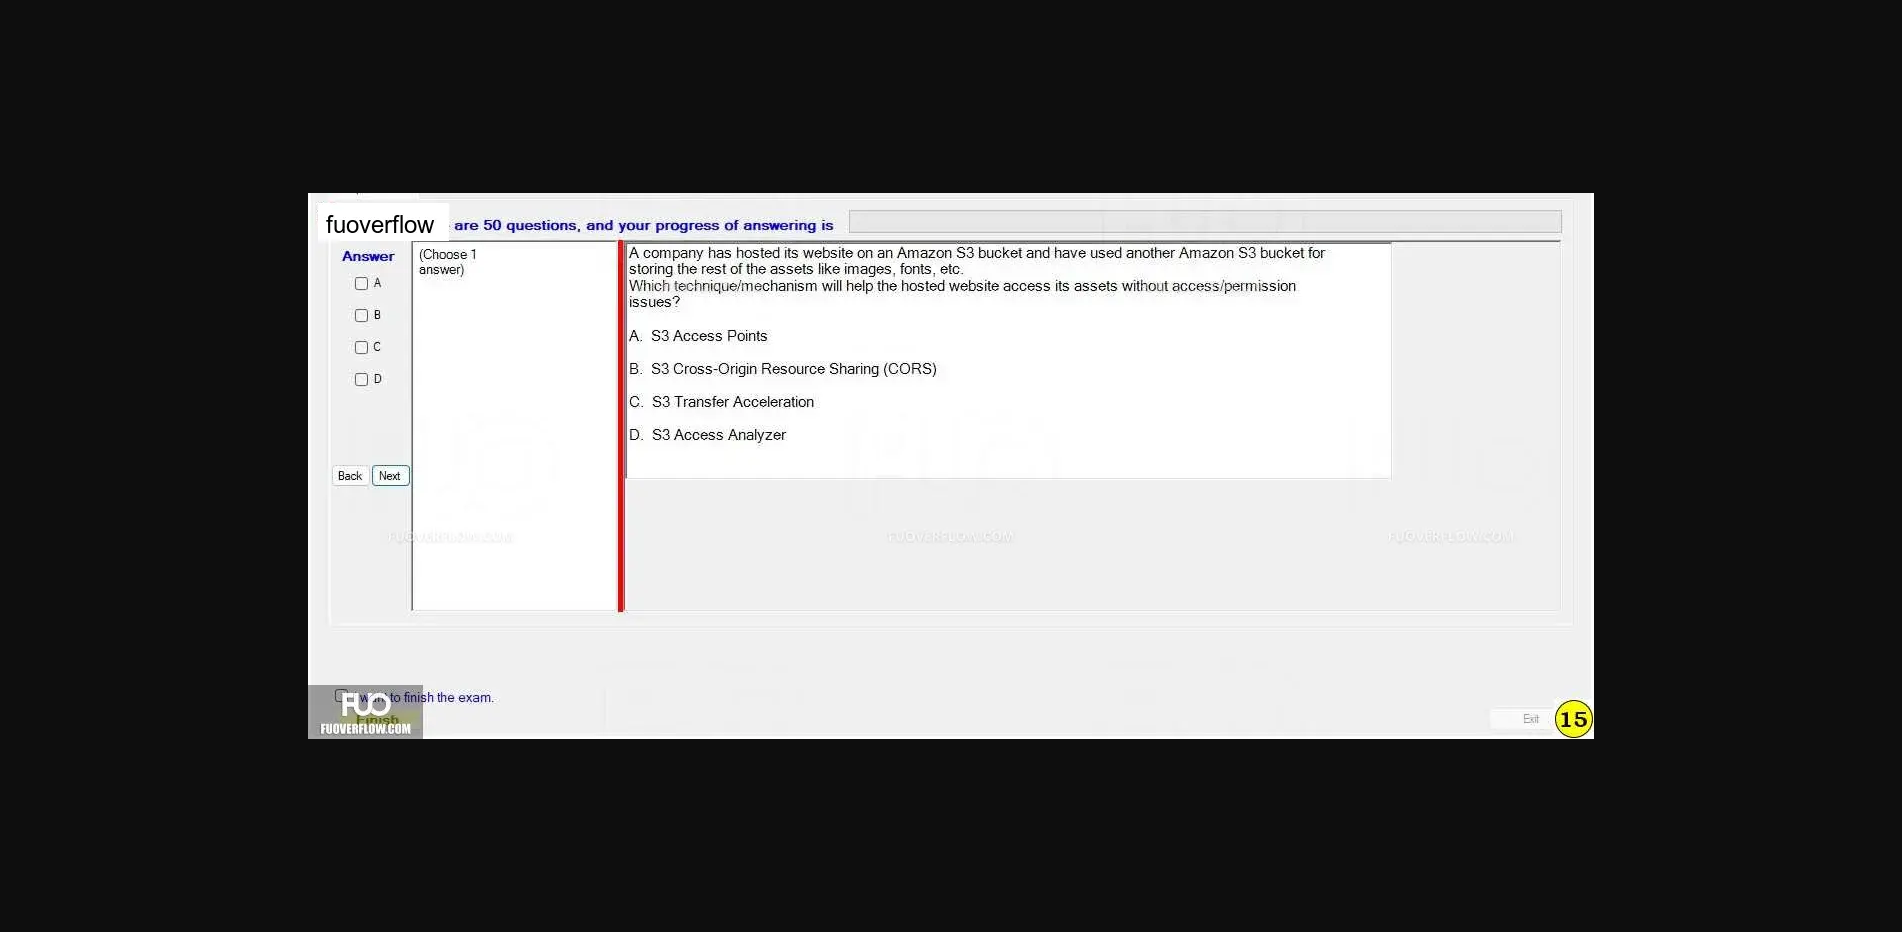 fuoverflow
are 50 questions, and your progress of answering is
Answer
(Choose 1
answer)
A
B
C
D
Back
Next
A company has hosted its website on an Amazon S3 bucket and have used another Amazon S3 bucket for
storing the rest of the assets like images, fonts, etc.
Which technique/mechanism will help the hosted website access its assets without access/permission
issues?
A. S3 Access Points
B. S3 Cross-Origin Resource Sharing (CORS)
C. S3 Transfer Acceleration
D. S3 Access Analyzer
FUOVERFLOW.COM
FUOVERFLOW.COM
FUOVERFLOW.COM
want to finish the exam.
FUO
Finish
FUOVERFLOW.COM
Exit
15